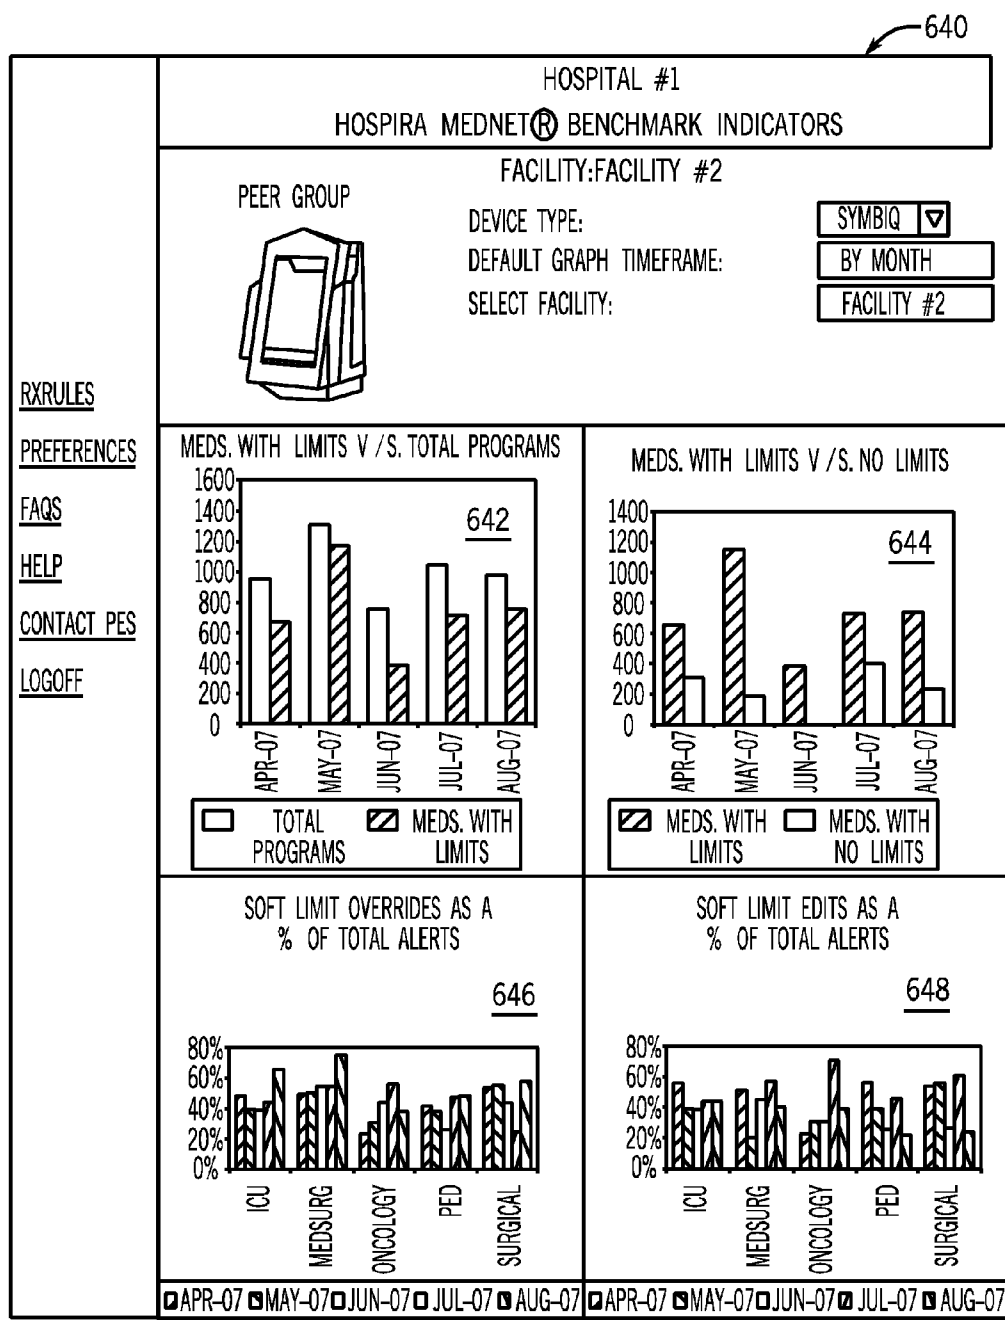 640
HOSPITAL #1
HOSPIRA MEDNET® BENCHMARK INDICATORS
FACILITY:FACILITY #2
PEER GROUP
DEVICE TYPE: SYMBIQ
DEFAULT GRAPH TIMEFRAME: BY MONTH
SELECT FACILITY: FACILITY #2
RXRULES
PREFERENCES
FAQS
HELP
CONTACT PES
LOGOFF
MEDS. WITH LIMITS V/S. TOTAL PROGRAMS
642
1600
1400
1200
1000
800
600
400
200
0
APR-07
MAY-07
JUN-07
JUL-07
AUG-07
TOTAL PROGRAMS
MEDS. WITH LIMITS
MEDS. WITH LIMITS V/S. NO LIMITS
644
1400
1200
1000
800
600
400
200
0
APR-07
MAY-07
JUN-07
JUL-07
AUG-07
MEDS. WITH LIMITS
MEDS. WITH NO LIMITS
SOFT LIMIT OVERRIDES AS A
% OF TOTAL ALERTS
646
80%
60%
40%
20%
0%
ICU
MEDSURG
ONCOLOGY
PED
SURGICAL
APR-07 MAY-07 JUN-07 JUL-07 AUG-07
SOFT LIMIT EDITS AS A
% OF TOTAL ALERTS
648
80%
60%
40%
20%
0%
ICU
MEDSURG
ONCOLOGY
PED
SURGICAL
APR-07 MAY-07 JUN-07 JUL-07 AUG-07